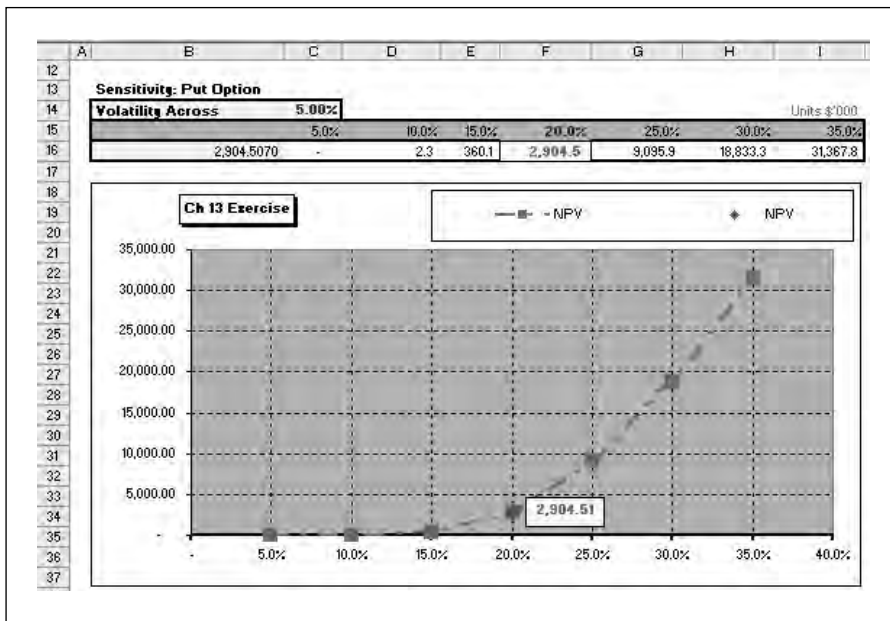 A B C D E F G H I
12
13 Sensitivity: Put Option
14 Volatility Across 5.00% Units $'000
15 5.0% 10.0% 15.0% 20.0% 25.0% 30.0% 35.0%
16 2,904.5070 - 2.3 360.1 2,904.5 9,095.9 18,833.3 31,367.8
17
18
19 Ch 13 Exercise NPV NPV
20
21 35,000.00
22
23 30,000.00
24
25 25,000.00
26
27 20,000.00
28
29 15,000.00
30
31 10,000.00
32
33 5,000.00
34 2,904.51
35 -
36 - 5.0% 10.0% 15.0% 20.0% 25.0% 30.0% 35.0% 40.0%
37